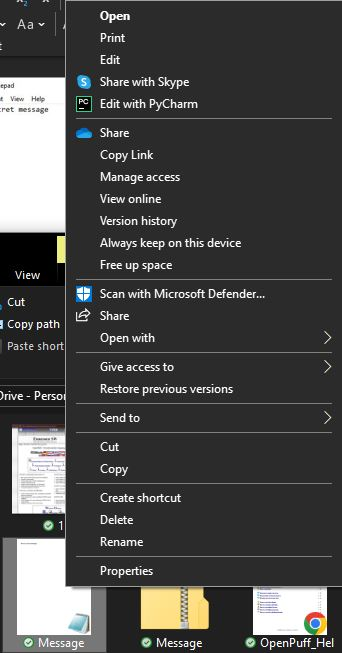 Aa
Open
Print
Edit
Share with Skype
Edit with PyCharm
Share
Copy Link
Manage access
View online
Version history
Always keep on this device
Free up space
Scan with Microsoft Defender...
Share
Open with
Give access to
Restore previous versions
Send to
Cut
Copy
Create shortcut
Delete
Rename
Properties
epad
View Help
ret message
View
Cut
Copy path
Paste short
Drive - Person
1
Message
Message
OpenPuff_Hel